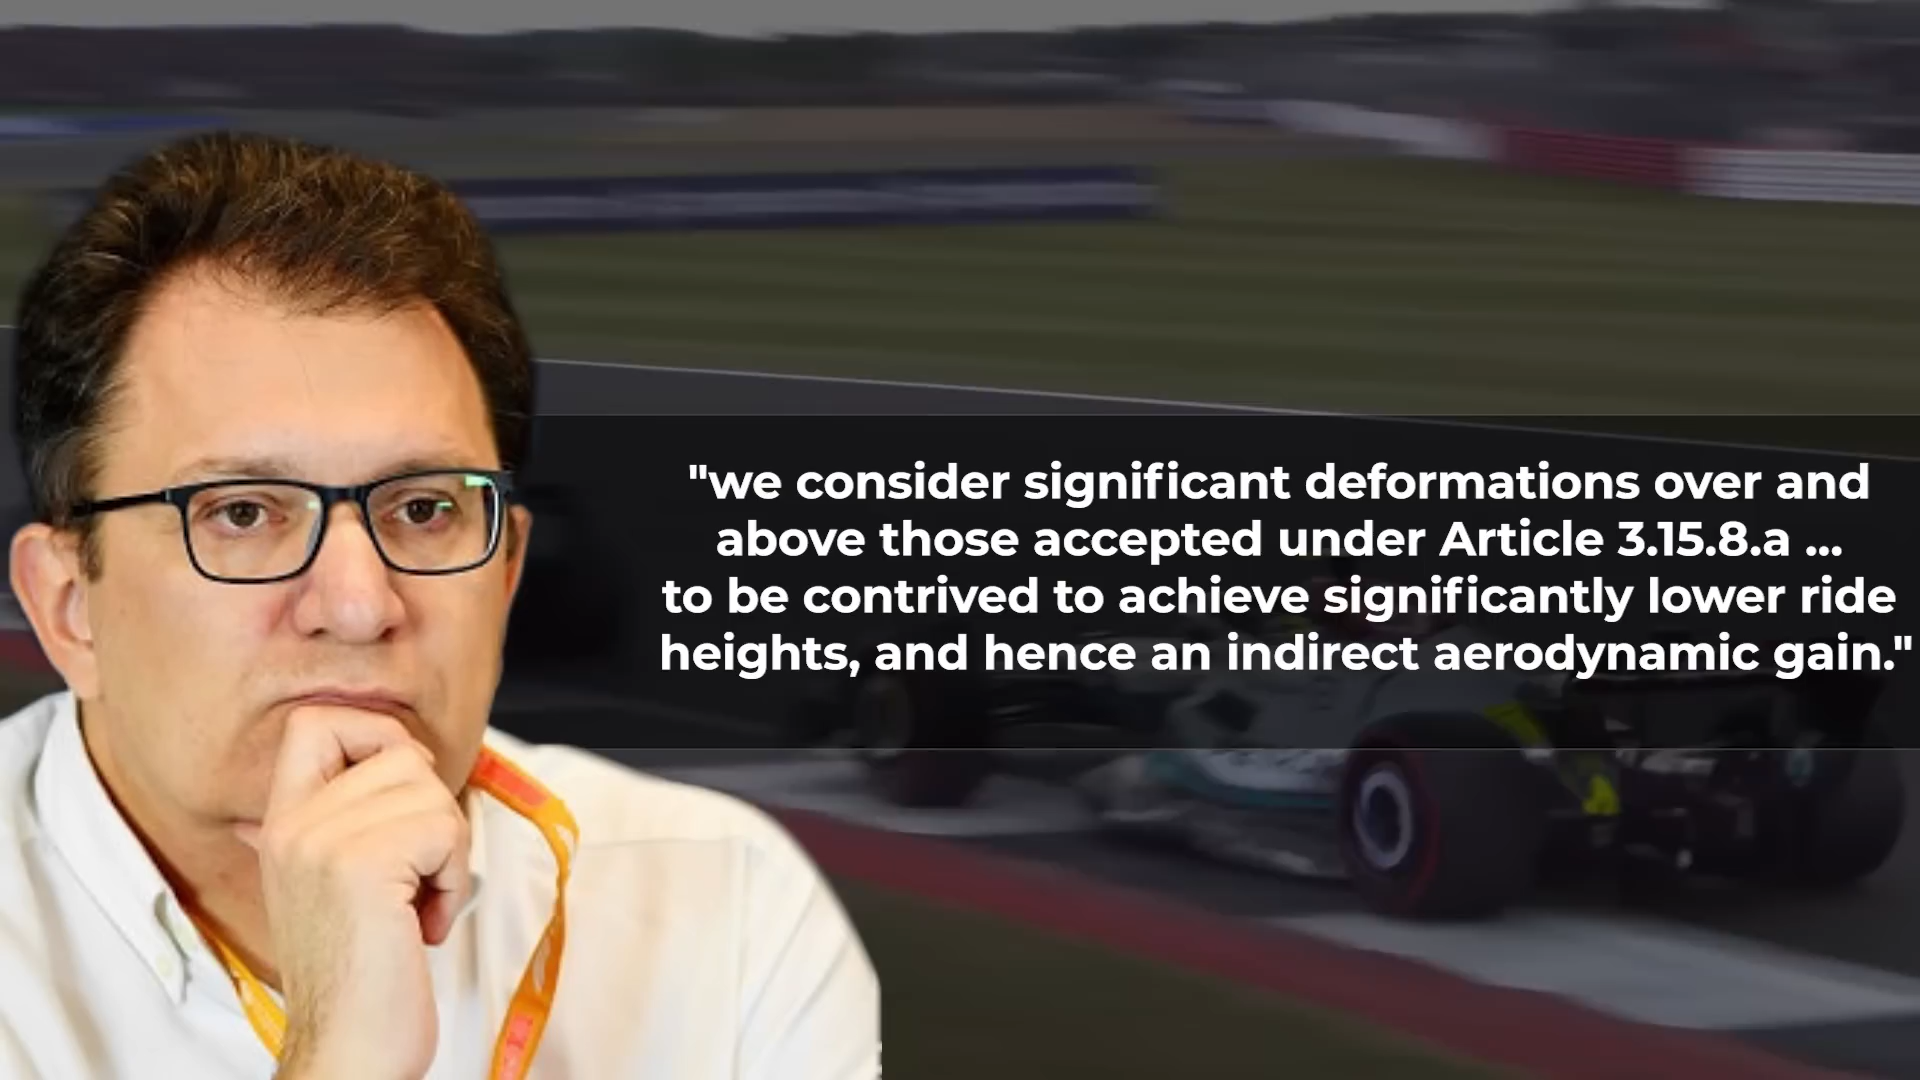 "we consider significant deformations over and
above those accepted under Article 3.15.8.a ...
to be contrived to achieve significantly lower ride
heights, and hence an indirect aerodynamic gain."